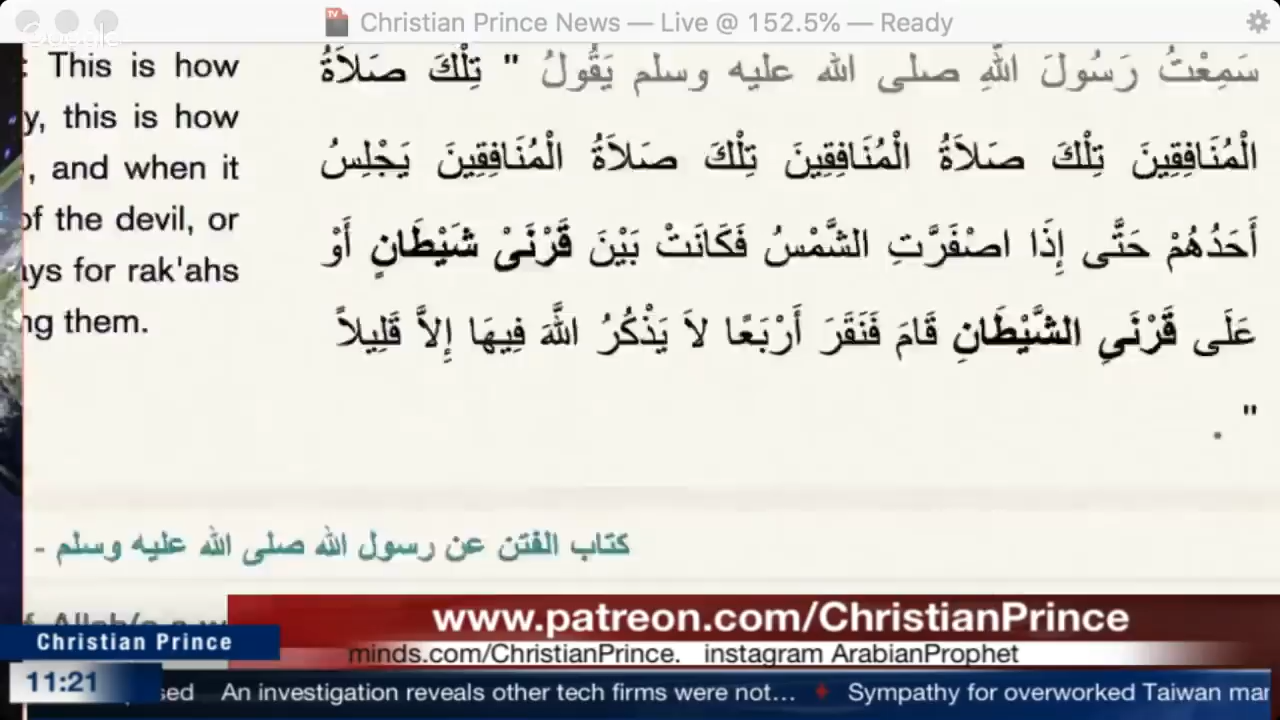 Christian Prince News — Live @ 152.5% — Ready
Google
: This is how
y, this is how
, and when it
of the devil, or
ays for rak'ahs
ng them.
سَمِعْتُ رَسُولَ اللَّهِ صلى الله عليه وسلم يَقُولُ " تِلْكَ صَلاَةُ
الْمُنَافِقِينَ تِلْكَ صَلاَةُ الْمُنَافِقِينَ تِلْكَ صَلاَةُ الْمُنَافِقِينَ يَجْلِسُ
أَحَدُهُمْ حَتَّى إِذَا اصْفَرَّتِ الشَّمْسُ فَكَانَتْ بَيْنَ قَرْنَىْ شَيْطَانٍ أَوْ
عَلَى قَرْنَىِ الشَّيْطَانِ قَامَ فَنَقَرَ أَرْبَعًا لاَ يَذْكُرُ اللَّهَ فِيهَا إِلاَّ قَلِيلاً
" .
كتاب الفتن عن رسول الله صلى الله عليه وسلم -
www.patreon.com/ChristianPrince
Christian Prince
minds.com/ChristianPrince. instagram ArabianProphet
11:21
sed An investigation reveals other tech firms were not... Sympathy for overworked Taiwan mar